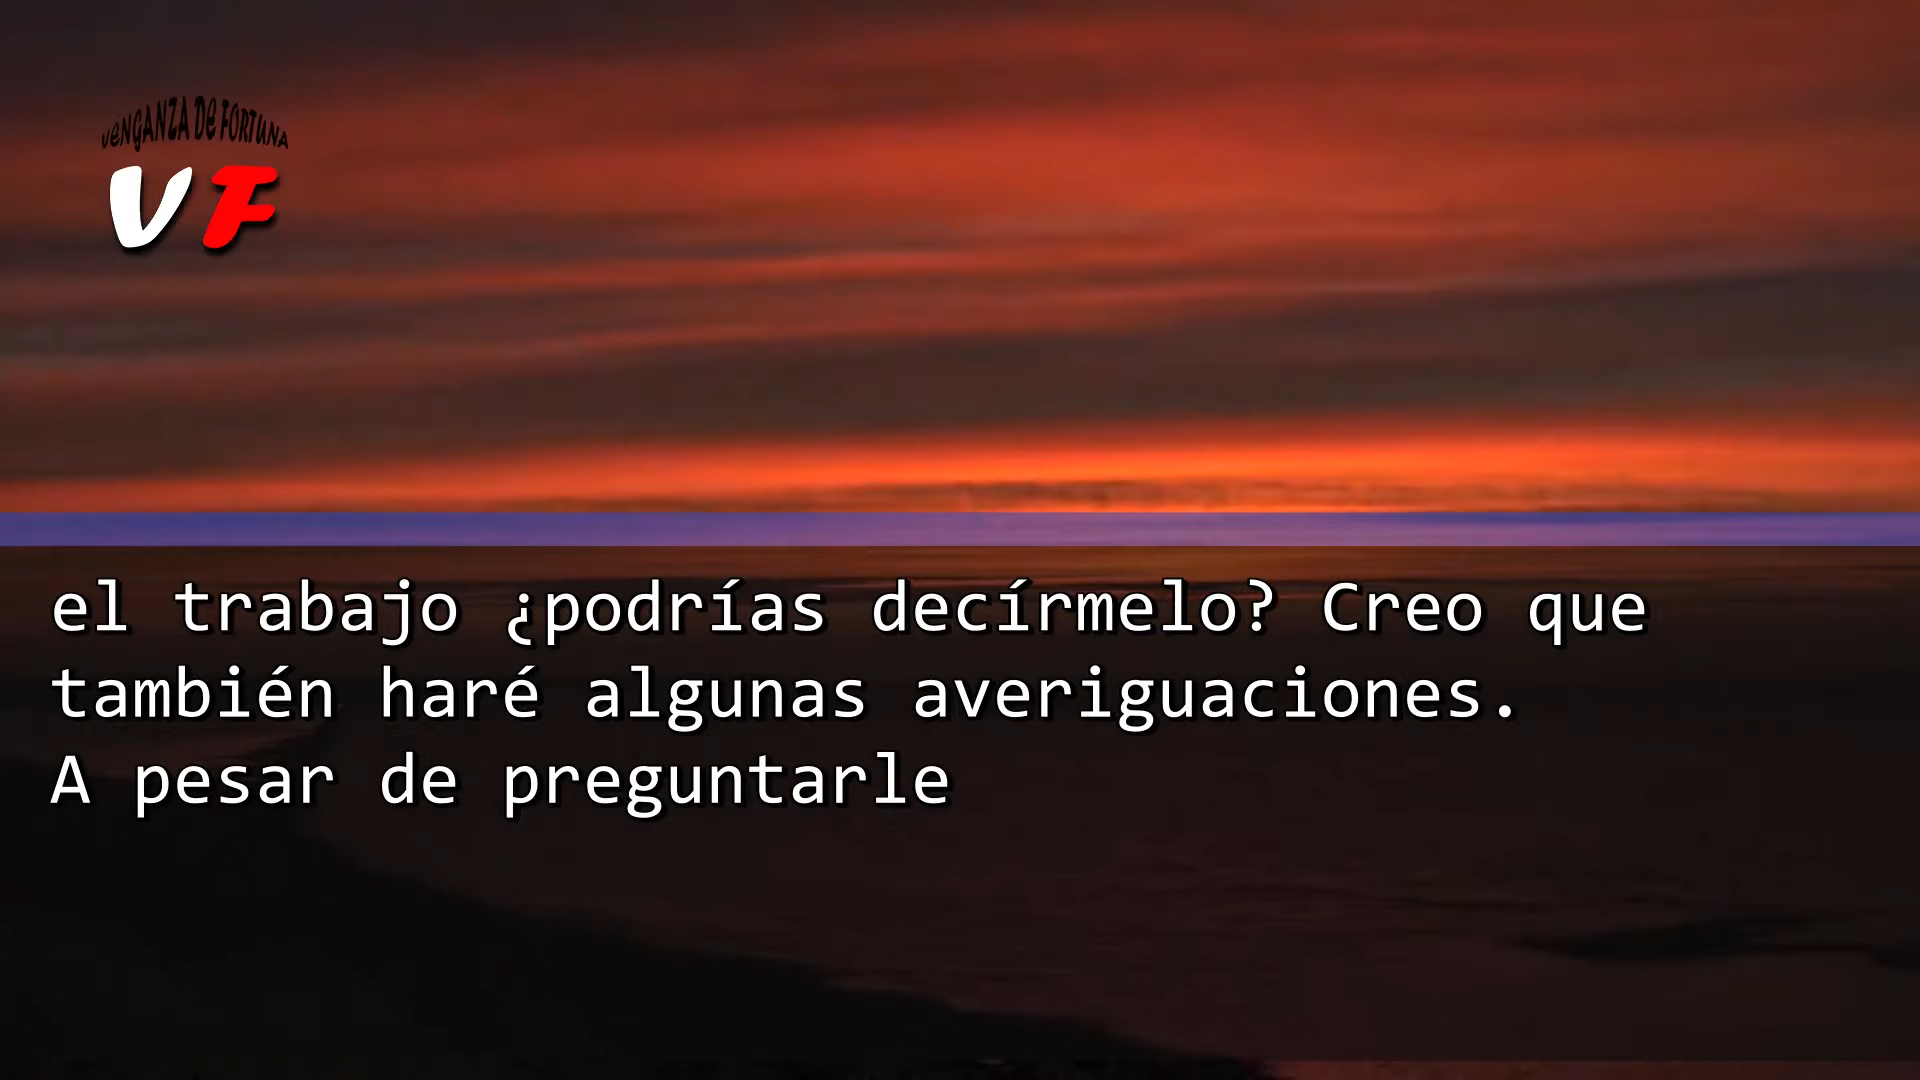 VENGANZA DE FORTUNA
VF
el trabajo ¿podrías decírmelo? Creo que
también haré algunas averiguaciones.
A pesar de preguntarle